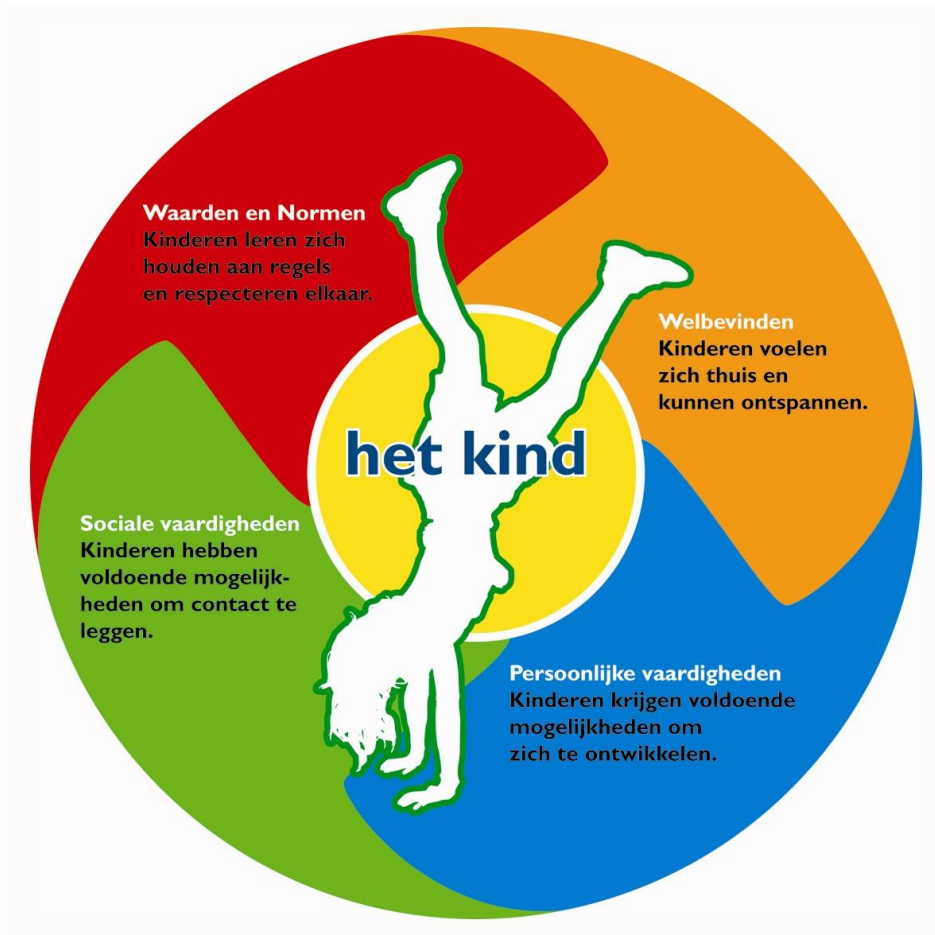 Waarden en Normen
Kinderen leren zich
houden aan regels
en respecteren elkaar.
Welbevinden
Kinderen voelen
zich thuis en
kunnen ontspannen.
het kind
Sociale vaardigheden
Kinderen hebben
voldoende mogelijk-
heden om contact te
leggen.
Persoonlijke vaardigheden
Kinderen krijgen voldoende
mogelijkheden om
zich te ontwikkelen.